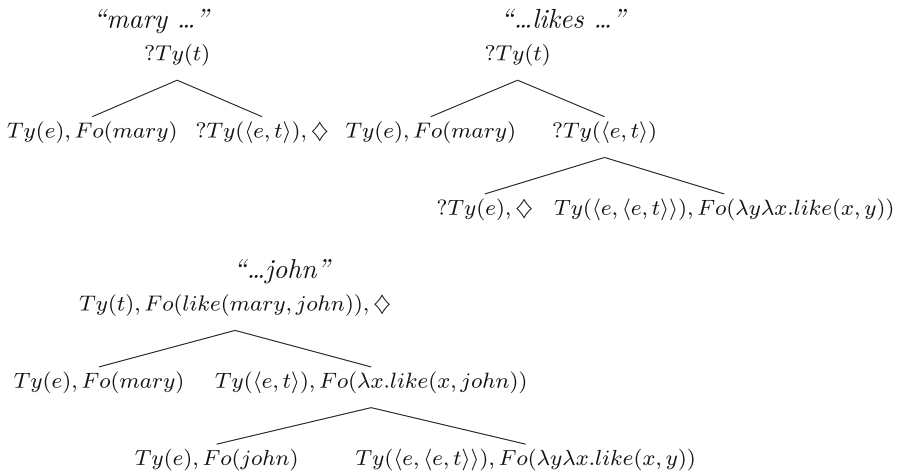 “mary ...”
?Ty(t)
Ty(e), Fo(mary) ?Ty(⟨e, t⟩), ◇
“...likes ...”
?Ty(t)
Ty(e), Fo(mary) ?Ty(⟨e, t⟩)
?Ty(e), ◇ Ty(⟨e, ⟨e, t⟩⟩), Fo(λyλx.like(x, y))
“...john”
Ty(t), Fo(like(mary, john)), ◇
Ty(e), Fo(mary) Ty(⟨e, t⟩), Fo(λx.like(x, john))
Ty(e), Fo(john) Ty(⟨e, ⟨e, t⟩⟩), Fo(λyλx.like(x, y))